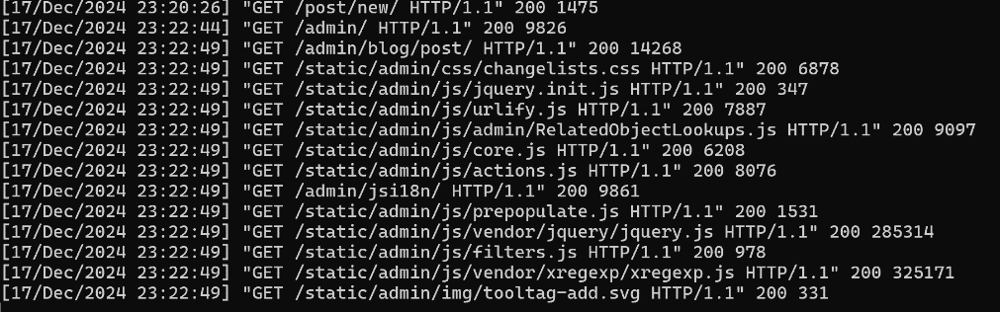 [17/Dec/2024 23:20:26] "GET /post/new/ HTTP/1.1" 200 1475
[17/Dec/2024 23:22:44] "GET /admin/ HTTP/1.1" 200 9826
[17/Dec/2024 23:22:49] "GET /admin/blog/post/ HTTP/1.1" 200 14268
[17/Dec/2024 23:22:49] "GET /static/admin/css/changelists.css HTTP/1.1" 200 6878
[17/Dec/2024 23:22:49] "GET /static/admin/js/jquery.init.js HTTP/1.1" 200 347
[17/Dec/2024 23:22:49] "GET /static/admin/js/urlify.js HTTP/1.1" 200 7887
[17/Dec/2024 23:22:49] "GET /static/admin/js/admin/RelatedObjectLookups.js HTTP/1.1" 200 9097
[17/Dec/2024 23:22:49] "GET /static/admin/js/core.js HTTP/1.1" 200 6208
[17/Dec/2024 23:22:49] "GET /static/admin/js/actions.js HTTP/1.1" 200 8076
[17/Dec/2024 23:22:49] "GET /admin/jsi18n/ HTTP/1.1" 200 9861
[17/Dec/2024 23:22:49] "GET /static/admin/js/prepopulate.js HTTP/1.1" 200 1531
[17/Dec/2024 23:22:49] "GET /static/admin/js/vendor/jquery/jquery.js HTTP/1.1" 200 285314
[17/Dec/2024 23:22:49] "GET /static/admin/js/filters.js HTTP/1.1" 200 978
[17/Dec/2024 23:22:49] "GET /static/admin/js/vendor/xregexp/xregexp.js HTTP/1.1" 200 325171
[17/Dec/2024 23:22:49] "GET /static/admin/img/tooltag-add.svg HTTP/1.1" 200 331